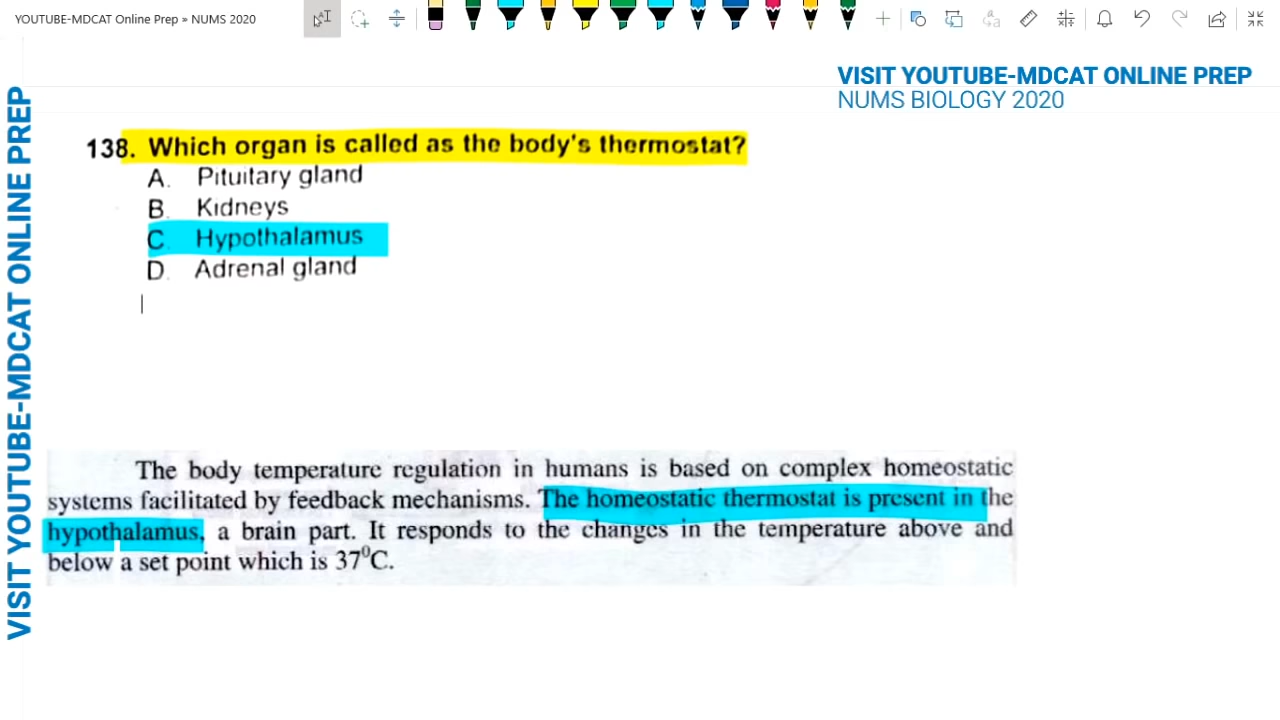 YOUTUBE-MDCAT Online Prep » NUMS 2020
VISIT YOUTUBE-MDCAT ONLINE PREP
NUMS BIOLOGY 2020
VISIT YOUTUBE-MDCAT ONLINE PREP
138. Which organ is called as the body's thermostat?
A. Pituitary gland
B. Kidneys
C. Hypothalamus
D. Adrenal gland
The body temperature regulation in humans is based on complex homeostatic
systems facilitated by feedback mechanisms. The homeostatic thermostat is present in the
hypothalamus, a brain part. It responds to the changes in the temperature above and
below a set point which is 37⁰C.